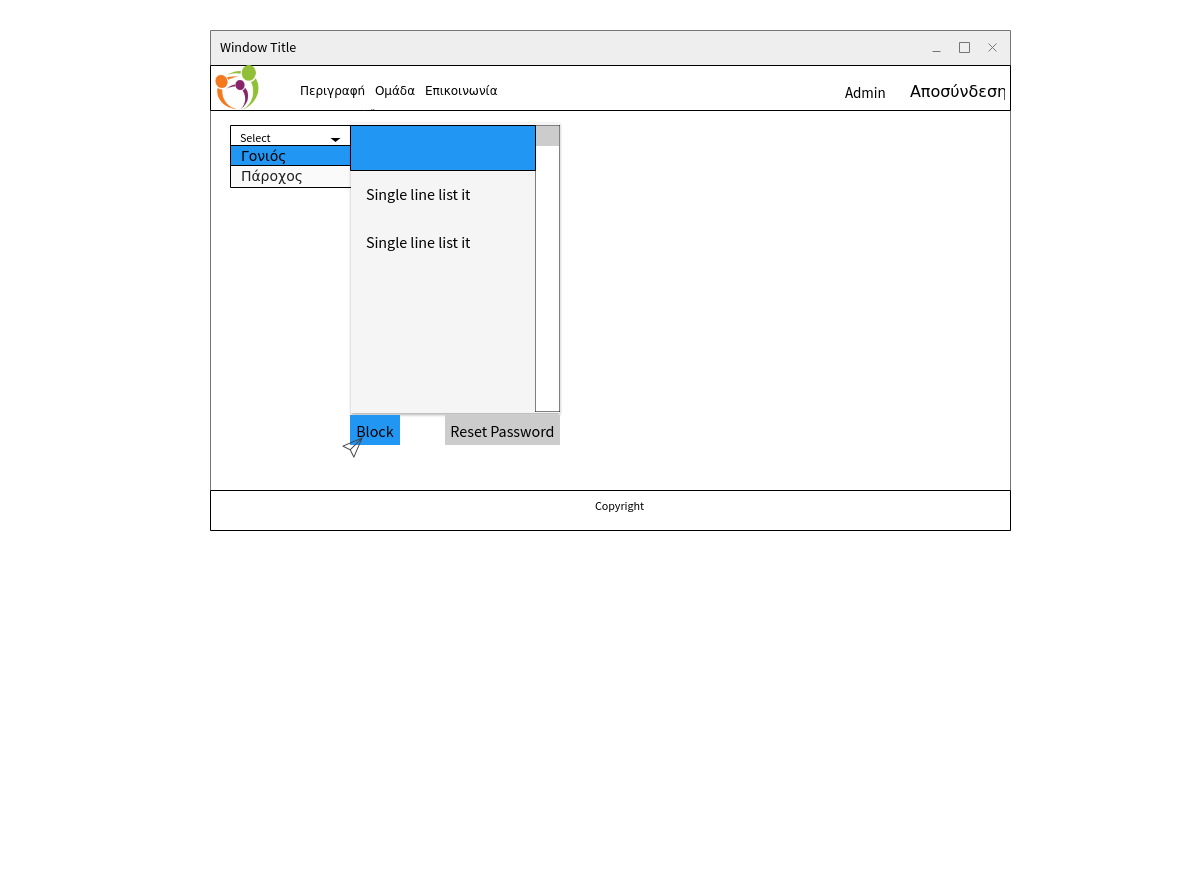 Window Title
Περιγραφή Ομάδα Επικοινωνία Admin Αποσύνδεση
Select
Γονιός
Πάροχος
Single line list it
Single line list it
Block Reset Password
Copyright